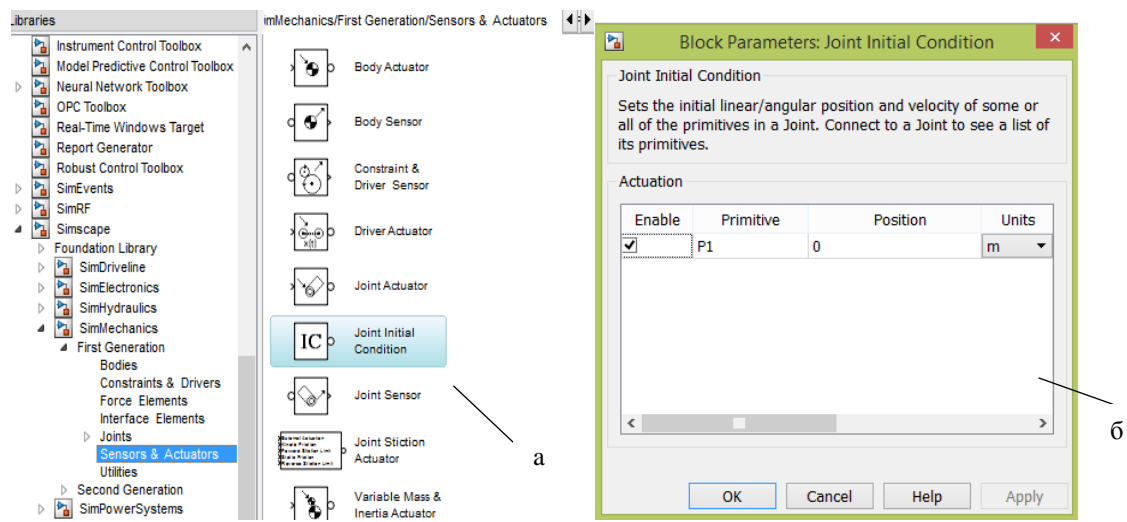 Libraries
imMechanics/First Generation/Sensors & Actuators
Instrument Control Toolbox
Model Predictive Control Toolbox
Neural Network Toolbox
OPC Toolbox
Real-Time Windows Target
Report Generator
Robust Control Toolbox
SimEvents
SimRF
Simscape
Foundation Library
SimDriveline
SimElectronics
SimHydraulics
SimMechanics
First Generation
Bodies
Constraints & Drivers
Force Elements
Interface Elements
Joints
Sensors & Actuators
Utilities
Second Generation
SimPowerSystems
Body Actuator
Body Sensor
Constraint &
Driver Sensor
x(t)
Driver Actuator
Joint Actuator
IC
Joint Initial
Condition
Joint Sensor
Joint Stiction
Actuator
Variable Mass &
Inertia Actuator
а
Block Parameters: Joint Initial Condition
Joint Initial Condition
Sets the initial linear/angular position and velocity of some or
all of the primitives in a Joint. Connect to a Joint to see a list of
its primitives.
Actuation
Enable Primitive Position Units
P1 0 m
OK Cancel Help Apply
б